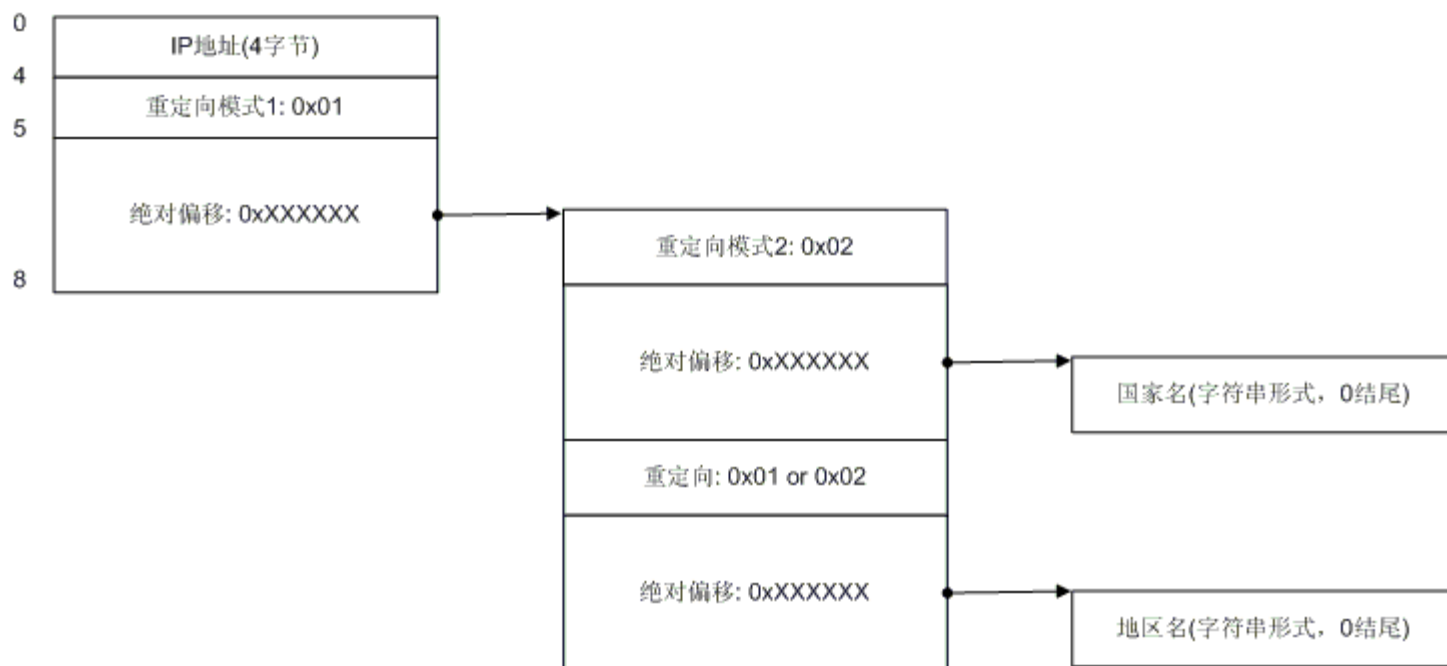 0
IP地址(4字节)
4
重定向模式1: 0x01
5
绝对偏移: 0xXXXXXX
8
重定向模式2: 0x02
绝对偏移: 0xXXXXXX
国家名(字符串形式，0结尾)
重定向: 0x01 or 0x02
绝对偏移: 0xXXXXXX
地区名(字符串形式，0结尾)